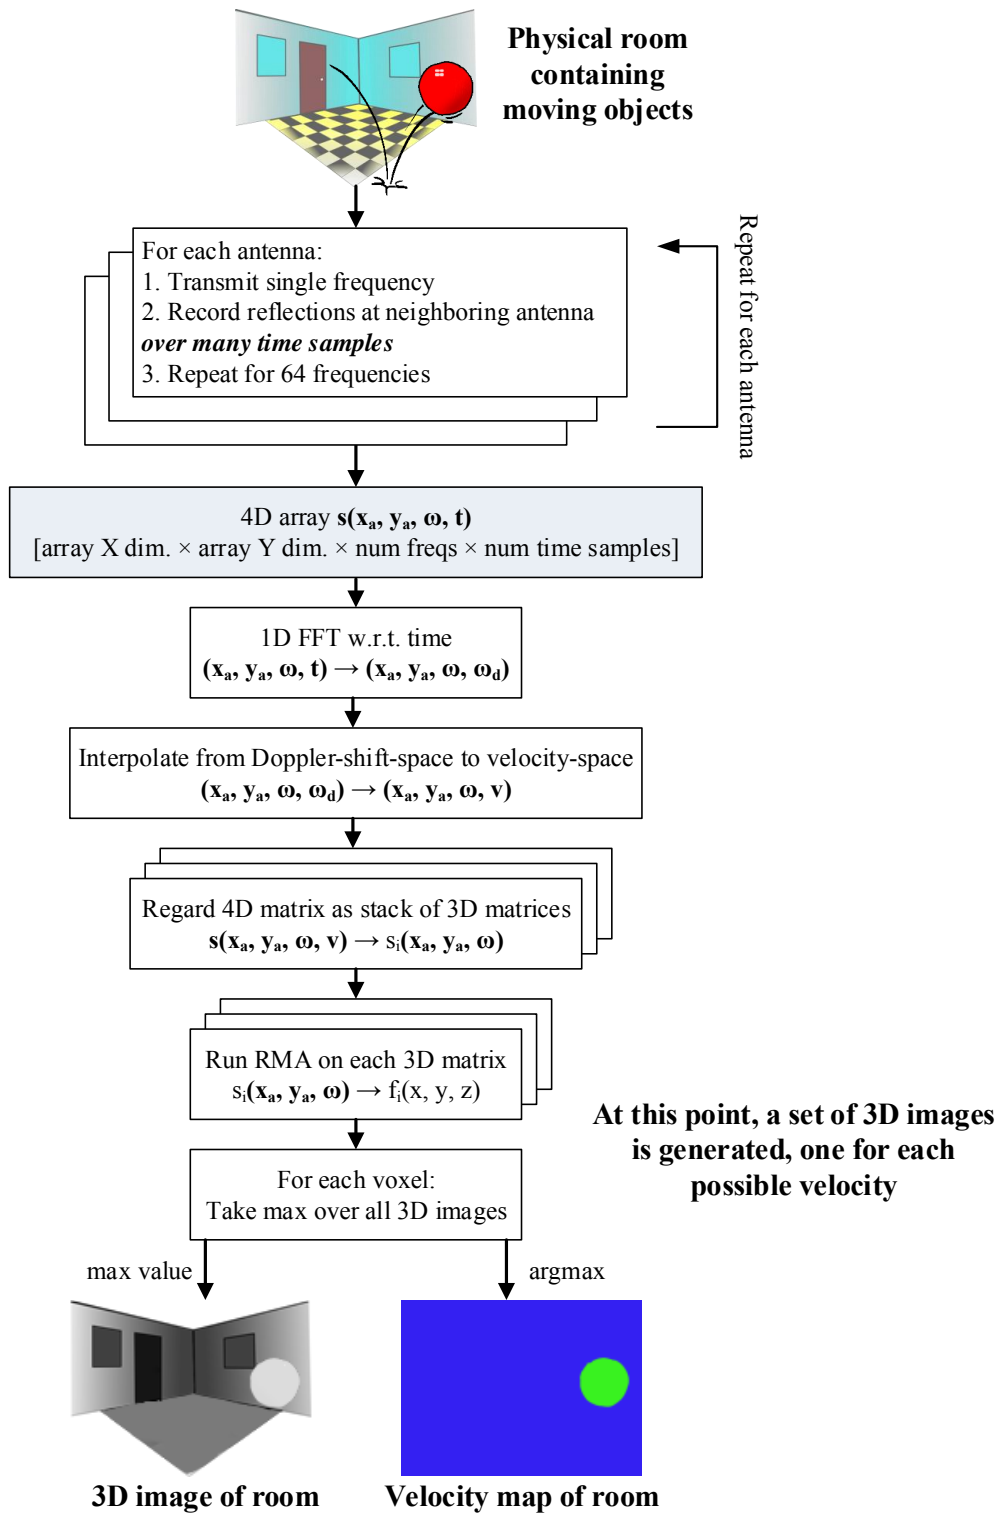 Physical room
containing
moving objects
For each antenna:
1. Transmit single frequency
2. Record reflections at neighboring antenna
over many time samples
3. Repeat for 64 frequencies
Repeat for each antenna
4D array s(xₐ, yₐ, ω, t)
[array X dim. × array Y dim. × num freqs × num time samples]
1D FFT w.r.t. time
(xₐ, yₐ, ω, t) → (xₐ, yₐ, ω, ω_d)
Interpolate from Doppler-shift-space to velocity-space
(xₐ, yₐ, ω, ω_d) → (xₐ, yₐ, ω, v)
Regard 4D matrix as stack of 3D matrices
s(xₐ, yₐ, ω, v) → sᵢ(xₐ, yₐ, ω)
Run RMA on each 3D matrix
sᵢ(xₐ, yₐ, ω) → fᵢ(x, y, z)
At this point, a set of 3D images
is generated, one for each
possible velocity
For each voxel:
Take max over all 3D images
max value
argmax
3D image of room
Velocity map of room